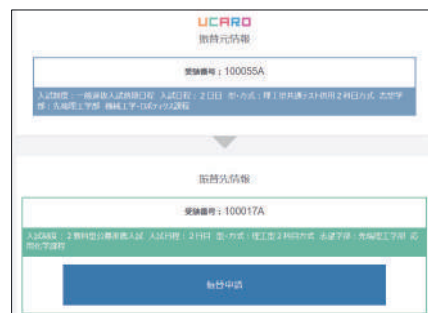 UCARO
振替元情報
受験番号：100055A
入試制度：一般選抜入試前期日程 入試日程：2日目 型・方式：理工型共通テスト併用2科目方式 志望学
部：先端理工学部 機械工学・ロボティクス課程
振替先情報
受験番号：100017A
入試制度：2教科型公募推薦入試 入試日程：2日目 型・方式：理工型2科目方式 志望学部：先端理工学部 応
用化学課程
振替申請